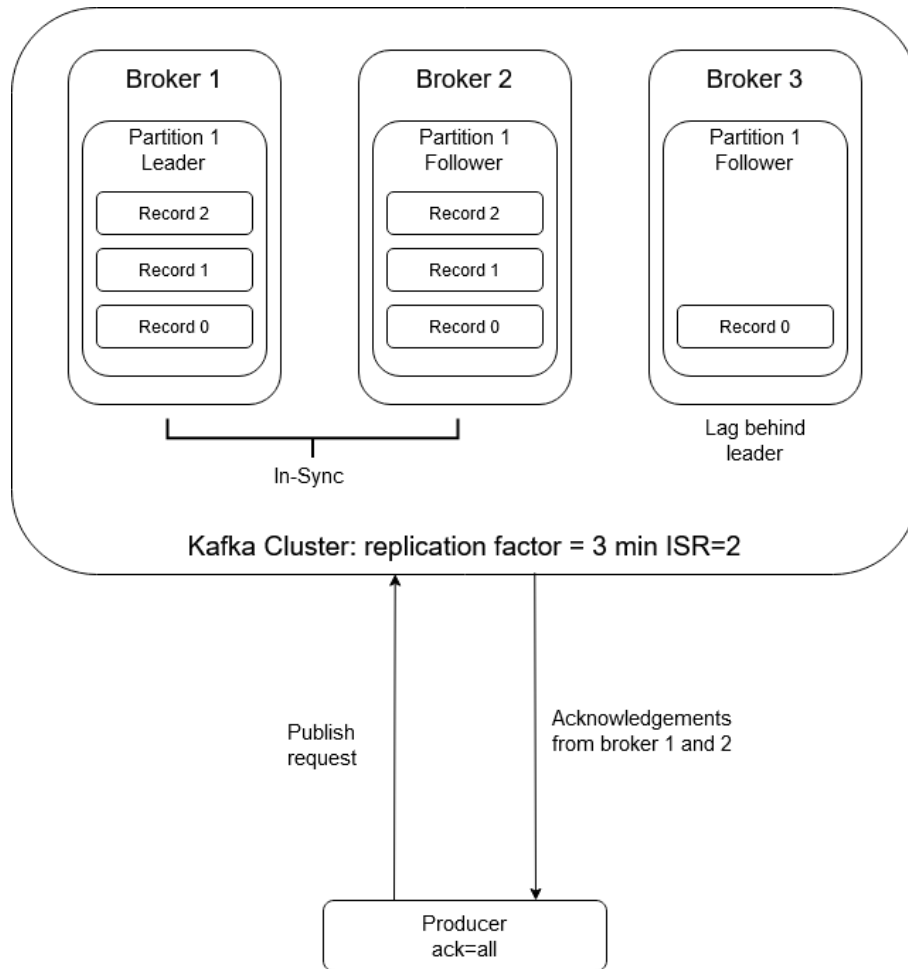 Broker 1
Partition 1
Leader
Record 2
Record 1
Record 0
Broker 2
Partition 1
Follower
Record 2
Record 1
Record 0
Broker 3
Partition 1
Follower
Record 0
In-Sync
Lag behind
leader
Kafka Cluster: replication factor = 3 min ISR=2
Publish
request
Acknowledgements
from broker 1 and 2
Producer
ack=all